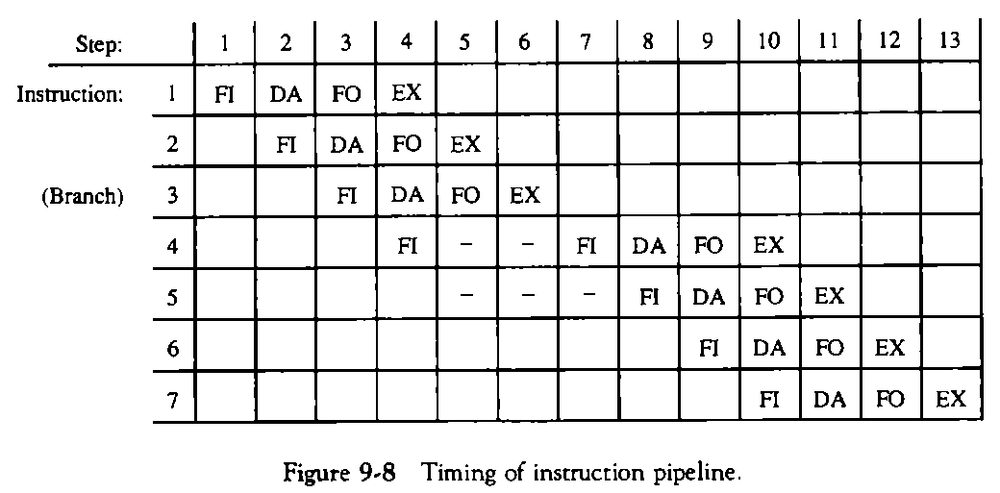 Step: 1 2 3 4 5 6 7 8 9 10 11 12 13
Instruction: 1 FI DA FO EX
2 FI DA FO EX
(Branch) 3 FI DA FO EX
4 FI – – FI DA FO EX
5 – – – FI DA FO EX
6 FI DA FO EX
7 FI DA FO EX
Figure 9-8 Timing of instruction pipeline.